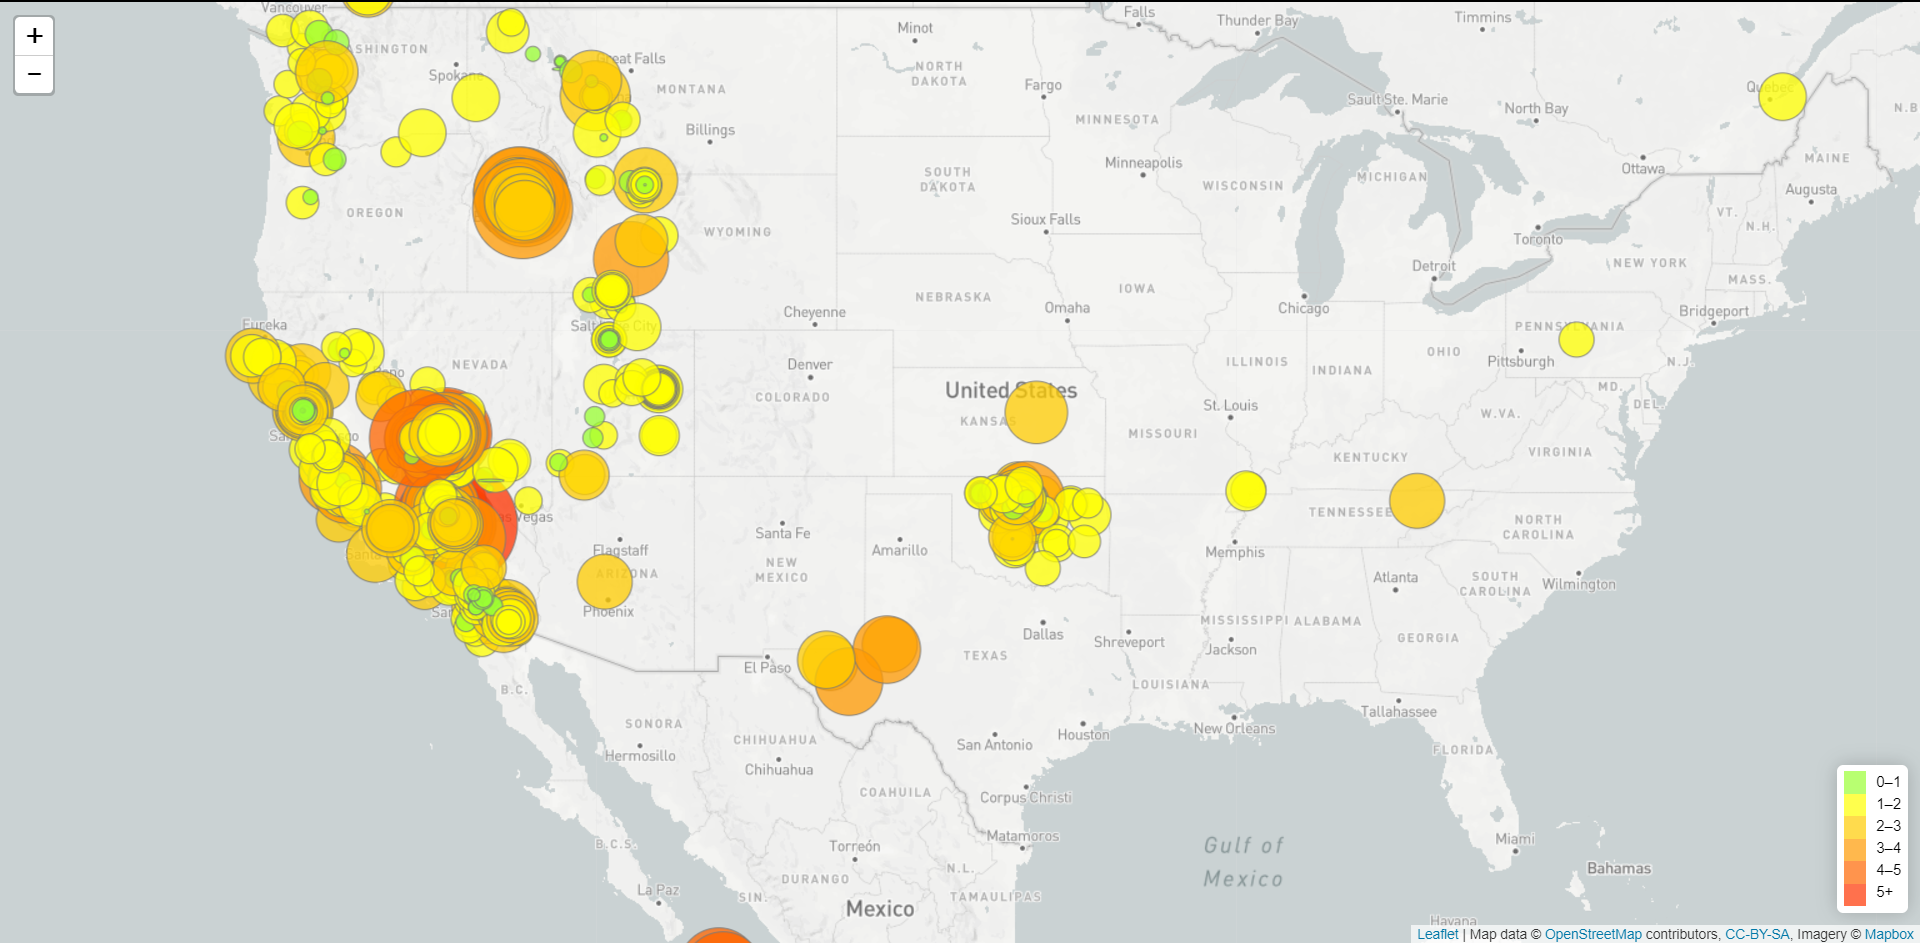 +
−
Vancouver
Falls
Thunder Bay
Timmins
Minot
ASHINGTON
Great Falls
Spokane
NORTH
DAKOTA
MONTANA
Fargo
Quebec
Sault Ste. Marie
North Bay
N.B
MINNESOTA
Billings
Minneapolis
Ottawa
MAINE
SOUTH
DAKOTA
WISCONSIN
MICHIGAN
Augusta
OREGON
Sioux Falls
VT.
N.H.
WYOMING
Toronto
Detroit
NEW YORK
MASS.
NEBRASKA
IOWA
Omaha
Chicago
Cheyenne
Bridgeport
Eureka
Salt Lake City
PENNSYLVANIA
Pittsburgh
OHIO
N.J.
NEVADA
Denver
ILLINOIS
INDIANA
United States
COLORADO
MD.
DEL.
St. Louis
W.VA.
KANSAS
MISSOURI
VIRGINIA
KENTUCKY
Vegas
TENNESSEE
NORTH
CAROLINA
Santa Fe
Flagstaff
Amarillo
Memphis
ARIZONA
NEW
MEXICO
Atlanta
SOUTH
CAROLINA
Wilmington
Phoenix
MISSISSIPPI
ALABAMA
Dallas
Shreveport
Jackson
GEORGIA
El Paso
TEXAS
B.C.
LOUISIANA
Tallahassee
SONORA
New Orleans
CHIHUAHUA
Houston
San Antonio
Hermosillo
FLORIDA
Chihuahua
COAHUILA
Corpus Christi
Matamoros
Miami
B.C.S.
Torreón
Gulf of
Mexico
N.L.
Bahamas
DURANGO
La Paz
SIN.
TAMAULIPAS
Mexico
Havana
0–1
1–2
2–3
3–4
4–5
5+
Leaflet | Map data © OpenStreetMap contributors, CC-BY-SA, Imagery © Mapbox